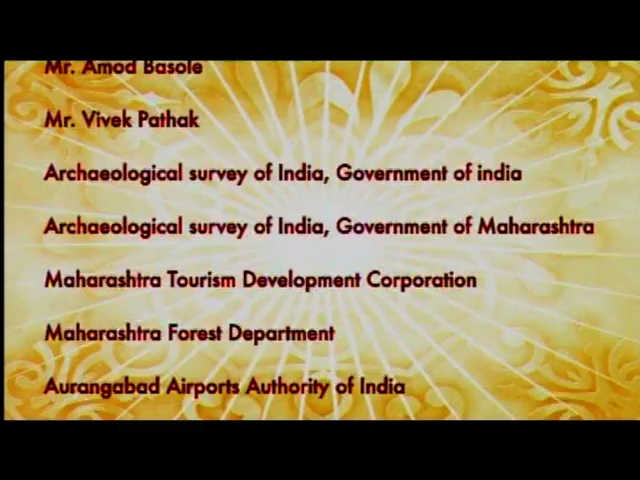 Mr. Amod Basole
Mr. Vivek Pathak
Archaeological survey of India, Government of india
Archaeological survey of India, Government of Maharashtra
Maharashtra Tourism Development Corporation
Maharashtra Forest Department
Aurangabad Airports Authority of India